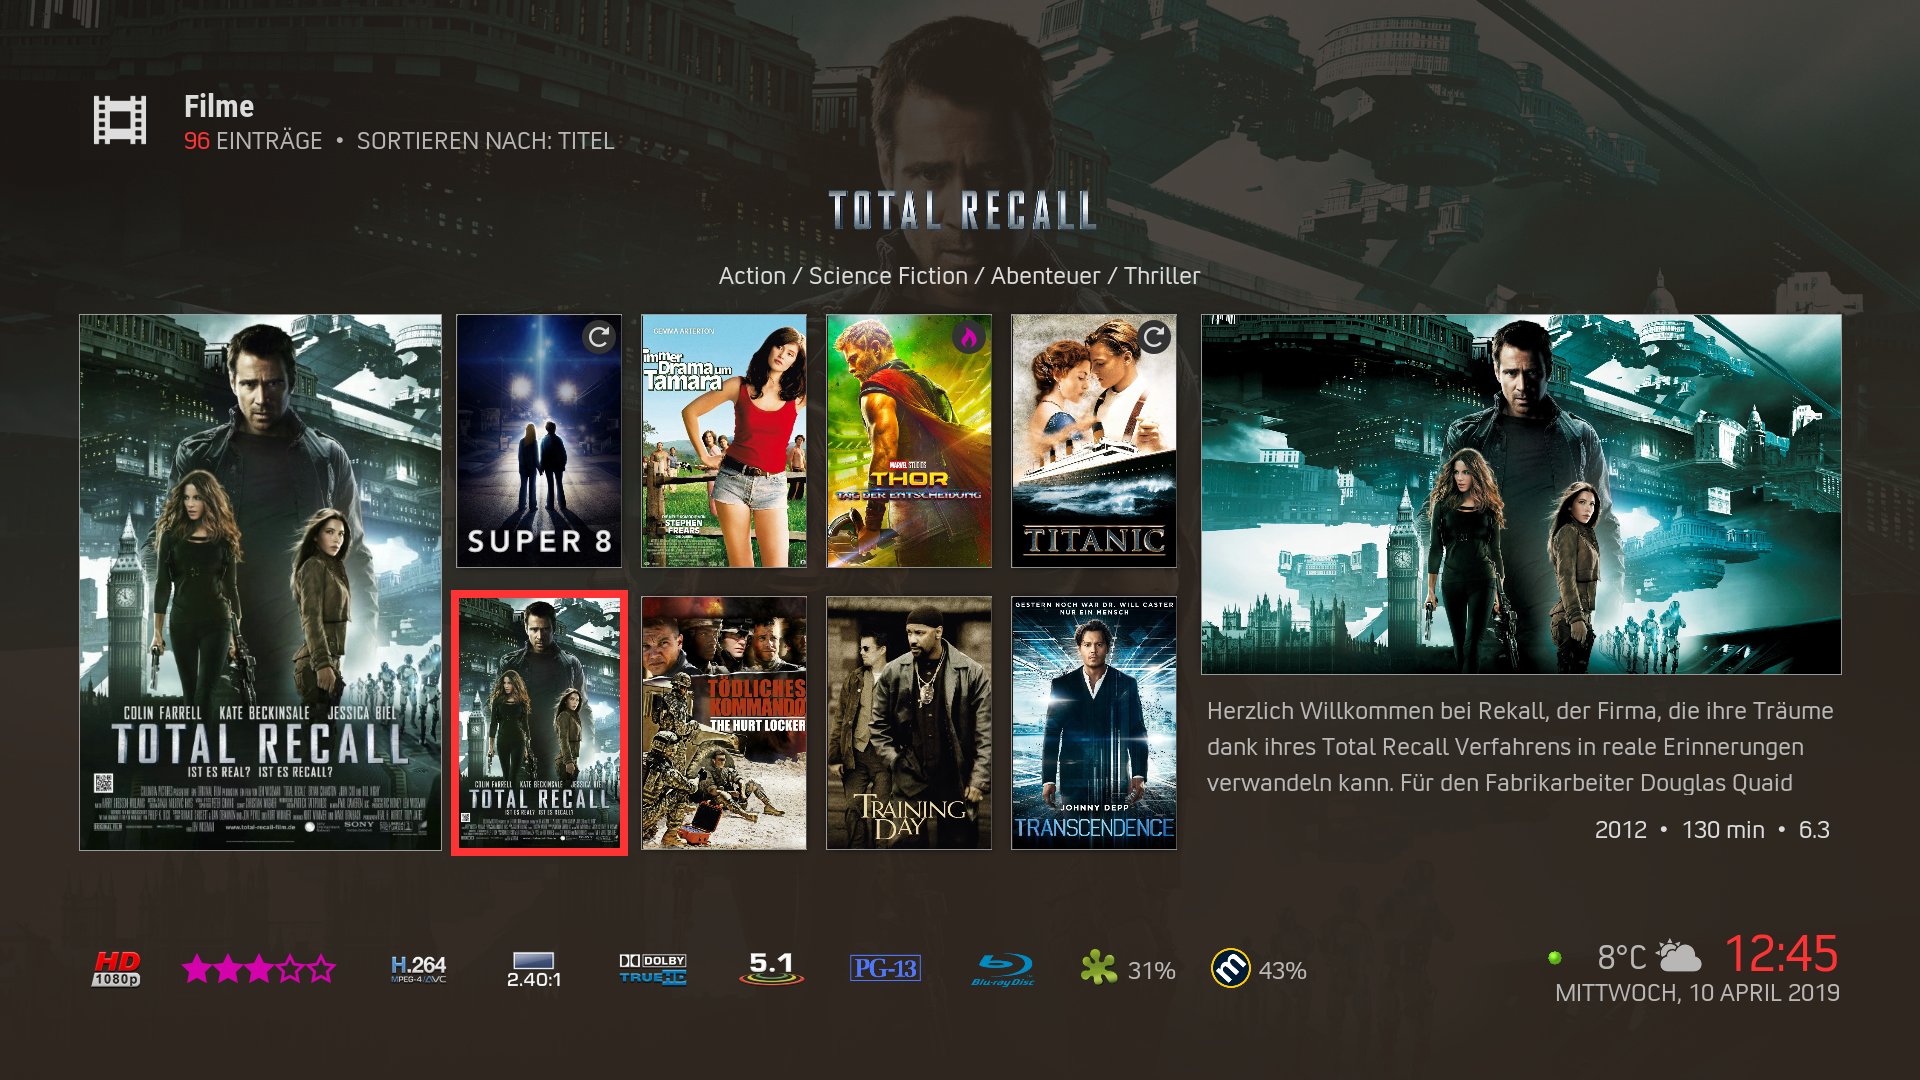 Filme
96 EINTRÄGE • SORTIEREN NACH: TITEL
TOTAL RECALL
Action / Science Fiction / Abenteuer / Thriller
COLIN FARRELL KATE BECKINSALE JESSICA BIEL
TOTAL RECALL
IST ES REAL? IST ES RECALL?
www.total-recall-film.de
SONY
SUPER 8
GEMMA ARTERTON
immer
Drama um
Tamara
STEPHEN
FREARS
MARVEL STUDIOS
THOR
TAG DER ENTSCHEIDUNG
TITANIC
COLIN FARRELL KATE BECKINSALE JESSICA BIEL
TOTAL RECALL
IST ES REAL? IST ES RECALL?
TÖDLICHES
KOMMANDO
THE HURT LOCKER
TRAINING
DAY
GESTERN NOCH WAR DR. WILL CASTER
NUR EIN MENSCH
JOHNNY DEPP
TRANSCENDENCE
Herzlich Willkommen bei Rekall, der Firma, die ihre Träume
dank ihres Total Recall Verfahrens in reale Erinnerungen
verwandeln kann. Für den Fabrikarbeiter Douglas Quaid
2012 • 130 min • 6.3
HD
1080p
H.264
MPEG-4/AVC
2.40:1
DOLBY
TRUEHD
5.1
PG-13
Blu-ray Disc
31%
m
43%
8°C
12:45
MITTWOCH, 10 APRIL 2019